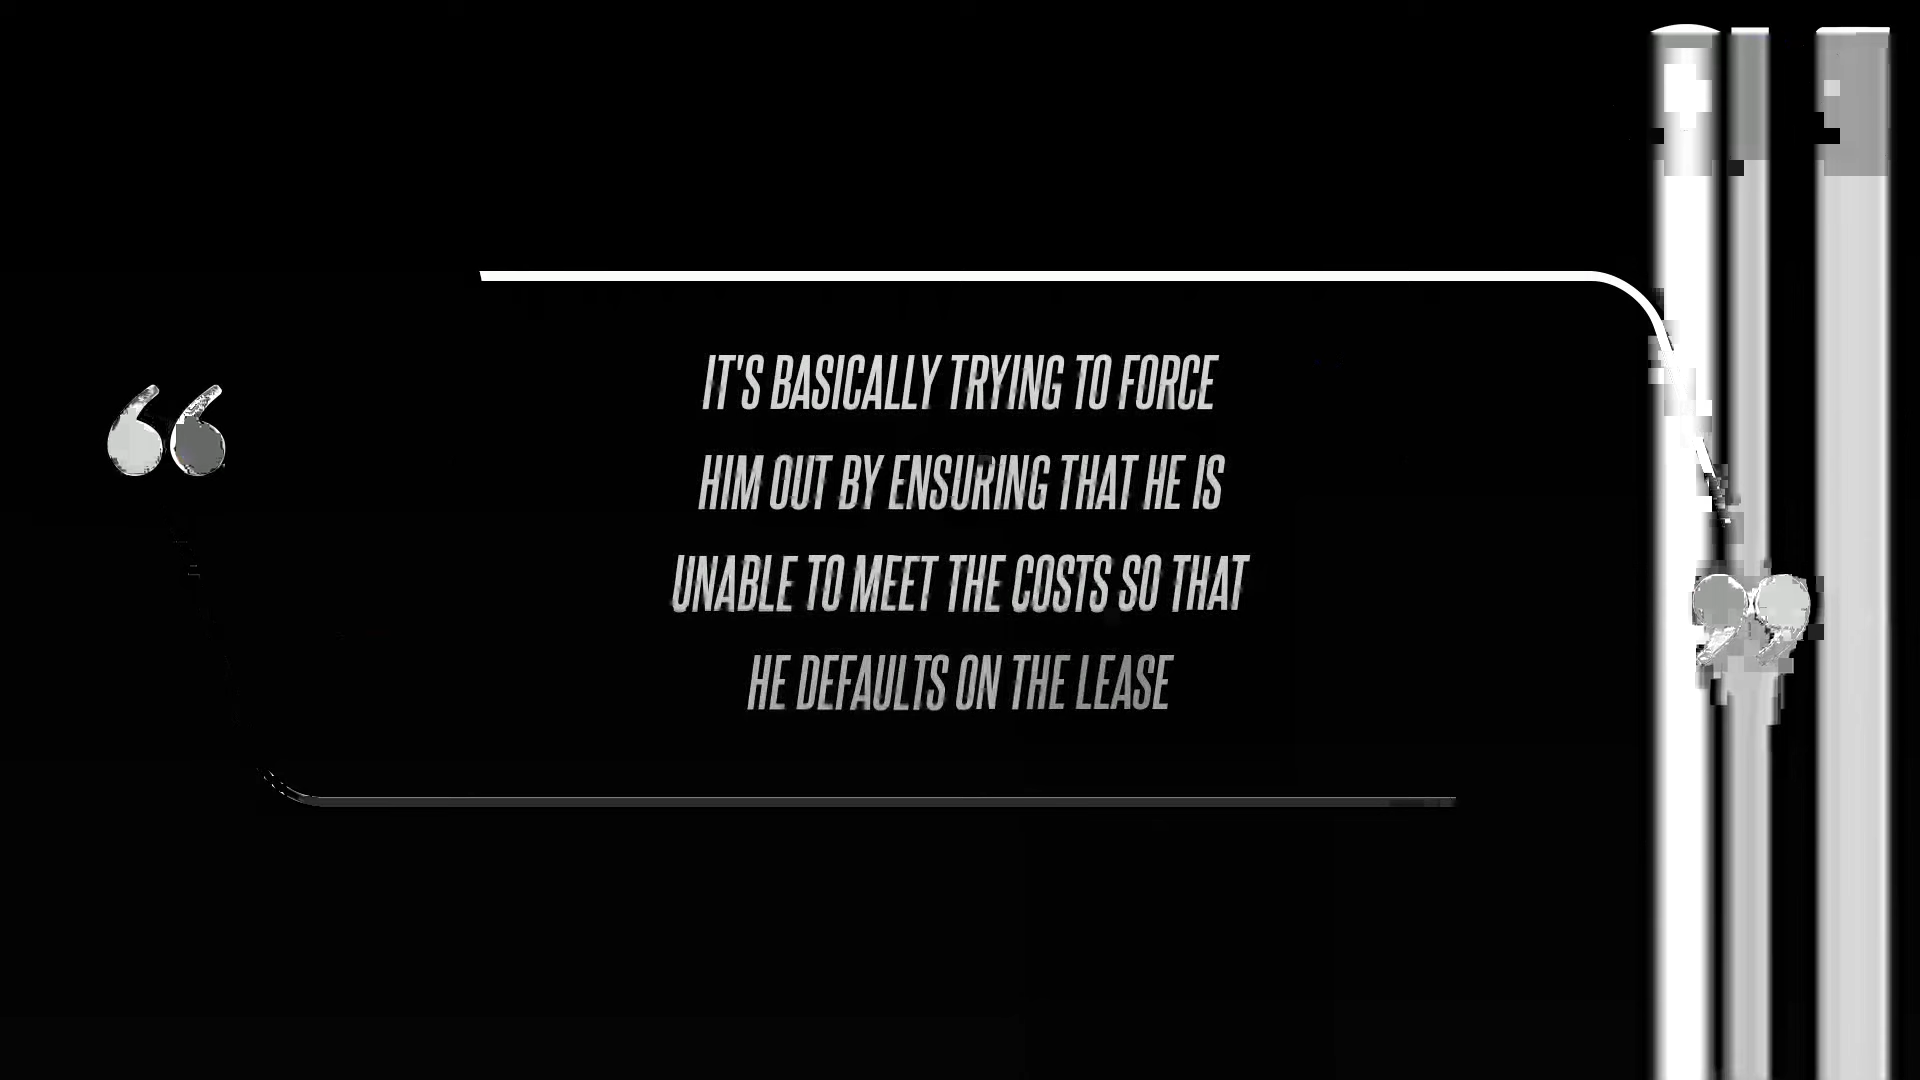 “
IT'S BASICALLY TRYING TO FORCE
HIM OUT BY ENSURING THAT HE IS
UNABLE TO MEET THE COSTS SO THAT
HE DEFAULTS ON THE LEASE
”